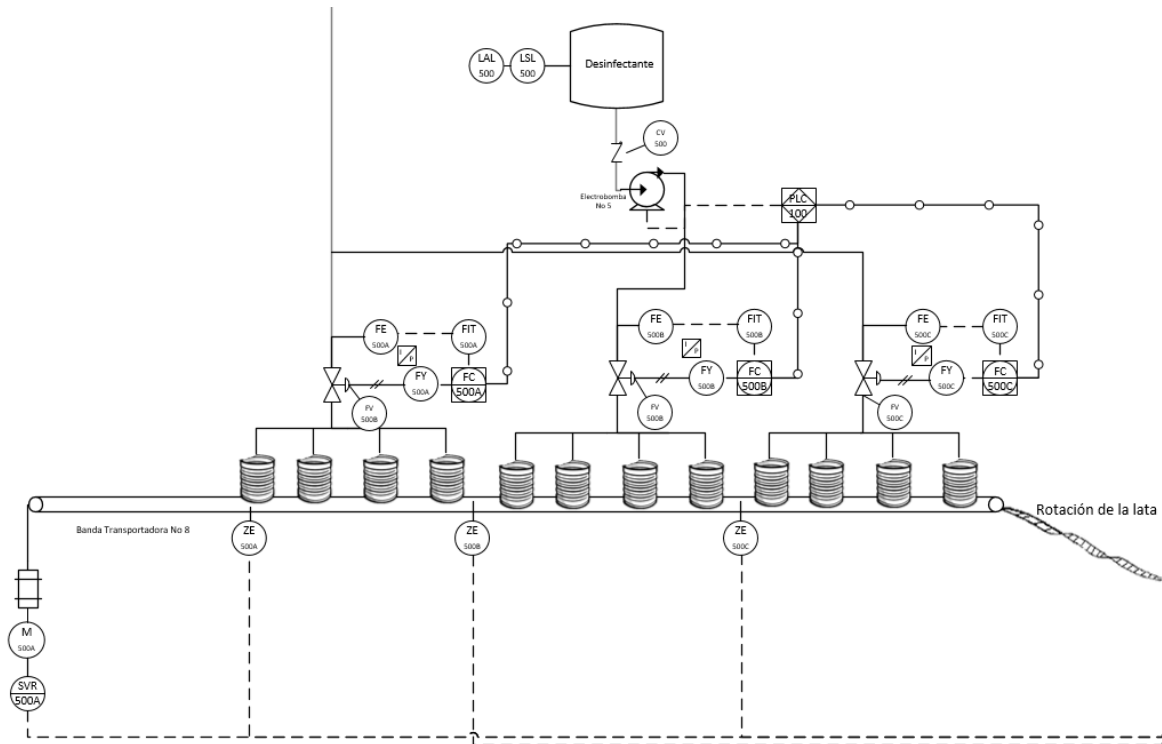 LAL
500
LSL
500
Desinfectante
CV
500
Electrobomba
No 5
PLC
100
FE
500A
FIT
500A
I
P
FY
500A
FC
500A
FV
500B
FE
500B
FIT
500B
I
P
FY
500B
FC
500B
FV
500B
FE
500C
FIT
500C
I
P
FY
500C
FC
500C
FV
500C
Rotación de la lata
Banda Transportadora No 8
ZE
500A
ZE
500B
ZE
500C
M
500A
SVR
500A